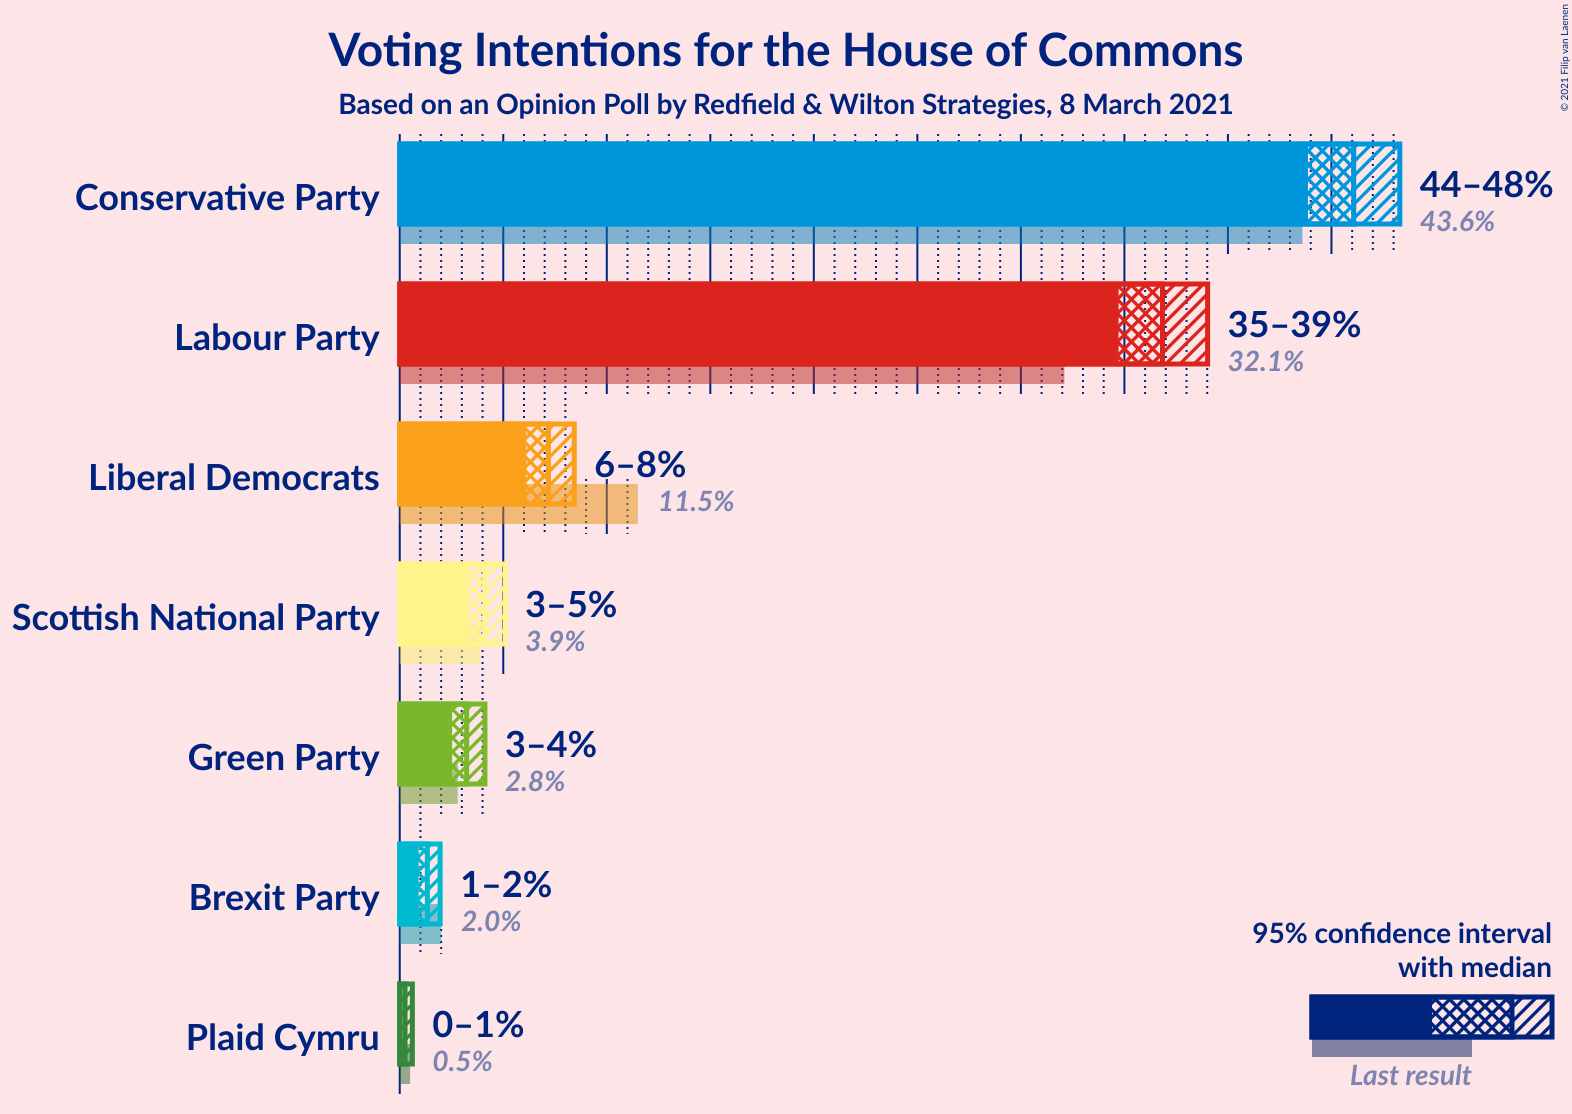 Voting Intentions for the House of Commons
Based on an Opinion Poll by Redfield & Wilton Strategies, 8 March 2021
© 2021 Filip van Laenen
Conservative Party
44–48%
43.6%
Labour Party
35–39%
32.1%
Liberal Democrats
6–8%
11.5%
Scottish National Party
3–5%
3.9%
Green Party
3–4%
2.8%
Brexit Party
1–2%
2.0%
Plaid Cymru
0–1%
0.5%
95% confidence interval
with median
Last result